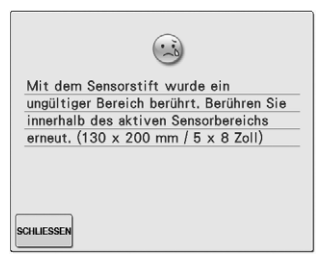 Mit dem Sensorstift wurde ein
ungültiger Bereich berührt. Berühren Sie
innerhalb des aktiven Sensorbereichs
erneut. (130 x 200 mm / 5 x 8 Zoll)
SCHLIESSEN